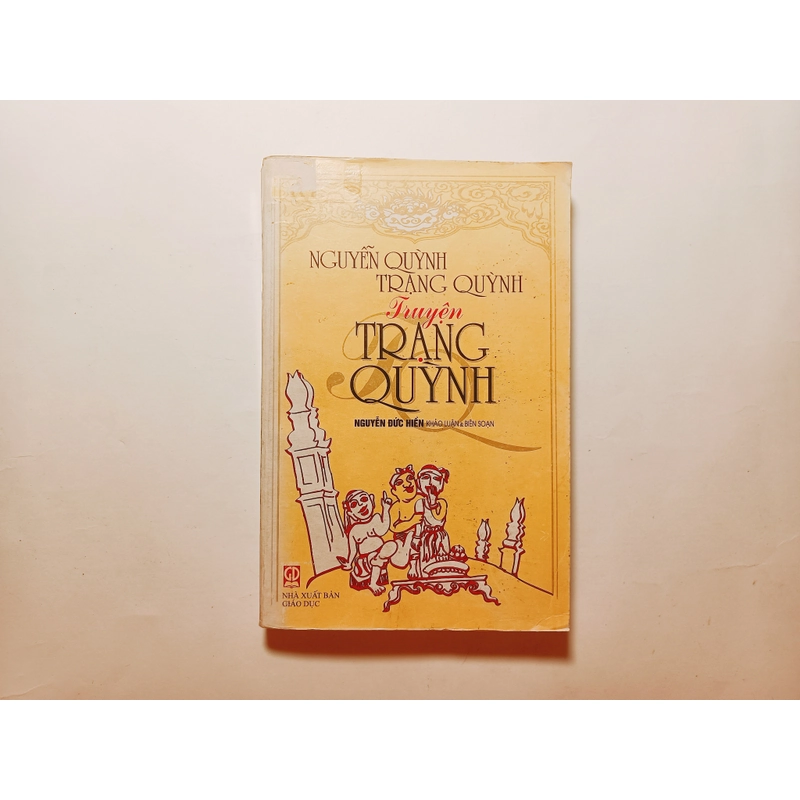 NGUYỄN QUỲNH
TRẠNG QUỲNH
Truyện
TRẠNG
QUỲNH
NGUYỄN ĐỨC HIỀN KHẢO LUẬN & BIÊN SOẠN
GD
NHÀ XUẤT BẢN
GIÁO DỤC